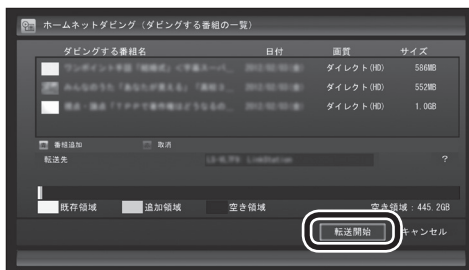 ホームネットダビング（ダビングする番組の一覧）
ダビングする番組名 日付 画質 サイズ
ダイレクト(HD) 586MB
ダイレクト(HD) 552MB
ダイレクト(HD) 1.0GB
番組追加 取消
転送先 ?
既存領域 追加領域 空き領域 空き領域：445.2GB
転送開始 キャンセル